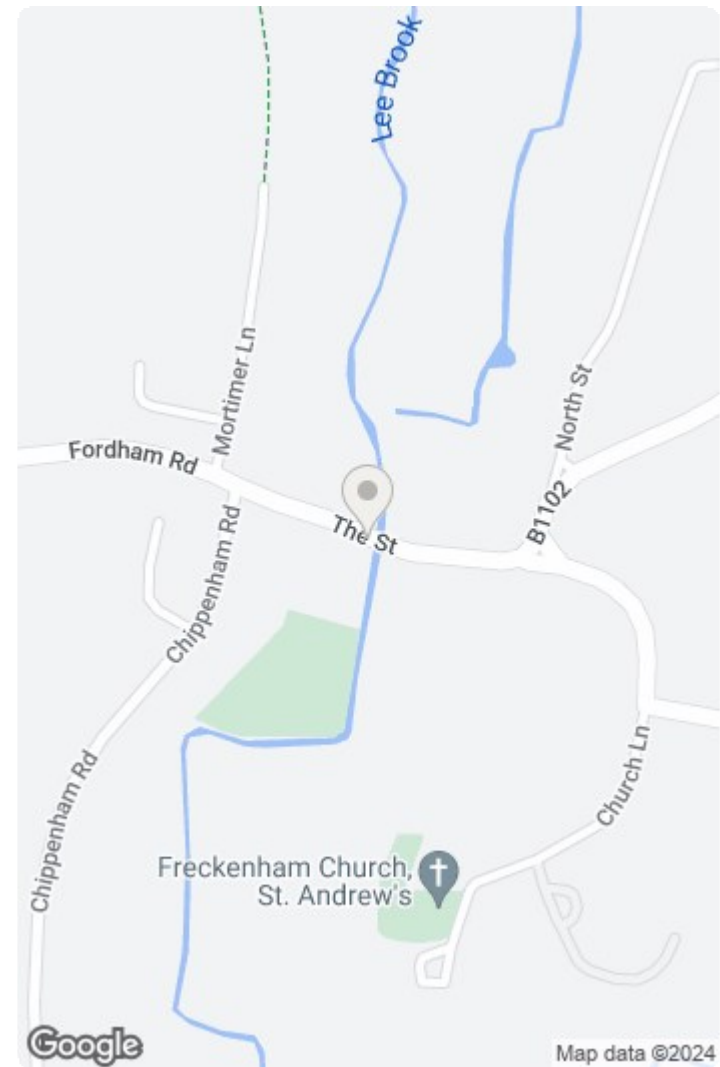 Lee Brook
Mortimer Ln
North St
Fordham Rd
B1102
The St
Chippenham Rd
Chippenham Rd
Church Ln
Freckenham Church,
St. Andrew's
Google
Map data ©2024